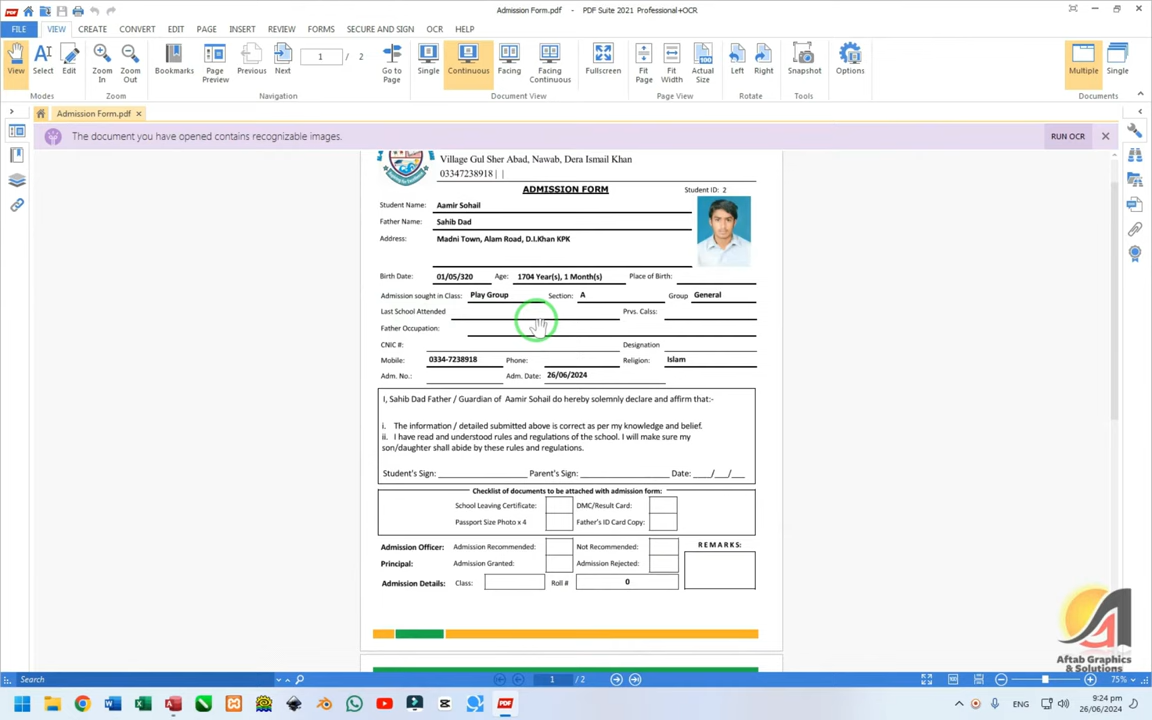 Admission Form.pdf - PDF Suite 2021 Professional+OCR
FILE VIEW CREATE CONVERT EDIT PAGE INSERT REVIEW FORMS SECURE AND SIGN OCR HELP
View Select Edit Zoom In Zoom Out Bookmarks Page Preview Previous Next 1 / 2 Go to Page Single Continuous Facing Facing Continuous Fullscreen Fit Page Fit Width Actual Size Left Right Snapshot Options Multiple Single
Modes Zoom Navigation Document View Page View Rotate Tools Documents
Admission Form.pdf
The document you have opened contains recognizable images. RUN OCR
Village Gul Sher Abad, Nawab, Dera Ismail Khan
03347238918 | |
ADMISSION FORM Student ID: 2
Student Name: Aamir Sohail
Father Name: Sahib Dad
Address: Madni Town, Alam Road, D.I.Khan KPK
Birth Date: 01/05/320 Age: 1704 Year(s), 1 Month(s) Place of Birth:
Admission sought in Class: Play Group Section: A Group General
Last School Attended Prvs. Calss:
Father Occupation:
CNIC #: Designation
Mobile: 0334-7238918 Phone: Religion: Islam
Adm. No.: Adm. Date: 26/06/2024
I, Sahib Dad Father / Guardian of Aamir Sohail do hereby solemnly declare and affirm that:-
i. The information / detailed submitted above is correct as per my knowledge and belief.
ii. I have read and understood rules and regulations of the school. I will make sure my
son/daughter shall abide by these rules and regulations.
Student's Sign: ____________ Parent's Sign: ____________ Date: ___/___/___
Checklist of documents to be attached with admission form:
School Leaving Certificate: DMC/Result Card:
Passport Size Photo x 4 Father's ID Card Copy:
Admission Officer: Admission Recommended: Not Recommended: REMARKS:
Principal: Admission Granted: Admission Rejected:
Admission Details: Class: Roll # 0
Aftab Graphics
& Solutions
Search 1 / 2 75%
ENG 9:24 pm
26/06/2024